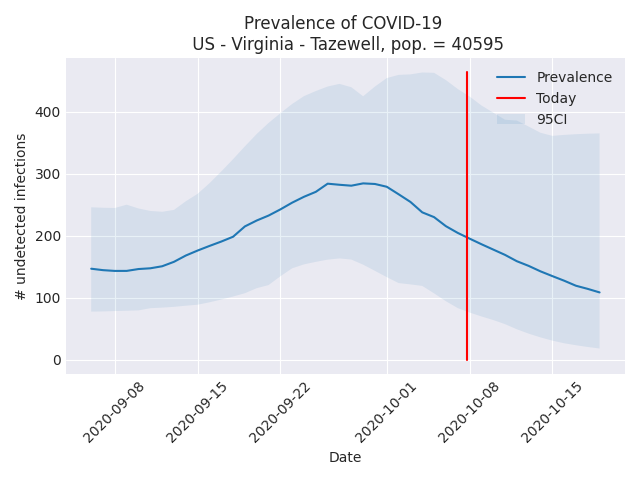 Prevalence of COVID-19
US - Virginia - Tazewell, pop. = 40595
Prevalence
Today
95CI
# undetected infections
400
300
200
100
0
2020-09-08
2020-09-15
2020-09-22
2020-10-01
2020-10-08
2020-10-15
Date